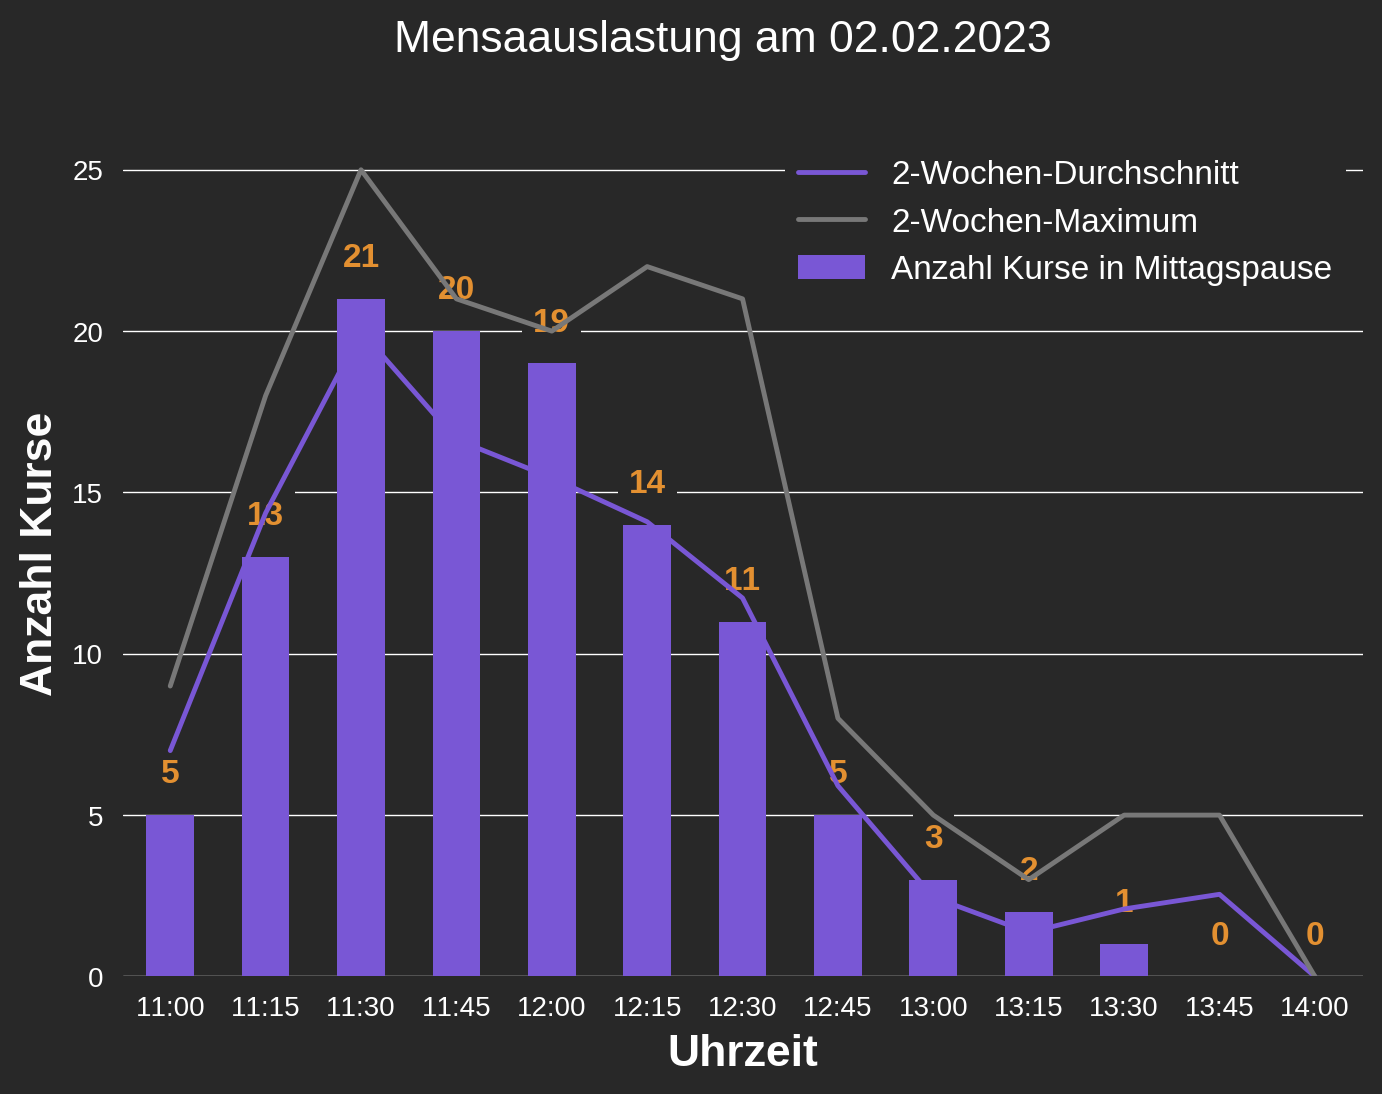 Mensaauslastung am 02.02.2023
2-Wochen-Durchschnitt
2-Wochen-Maximum
Anzahl Kurse in Mittagspause
Anzahl Kurse
25
20
15
10
5
0
5
13
21
20
19
14
11
5
3
2
1
0
0
11:00 11:15 11:30 11:45 12:00 12:15 12:30 12:45 13:00 13:15 13:30 13:45 14:00
Uhrzeit